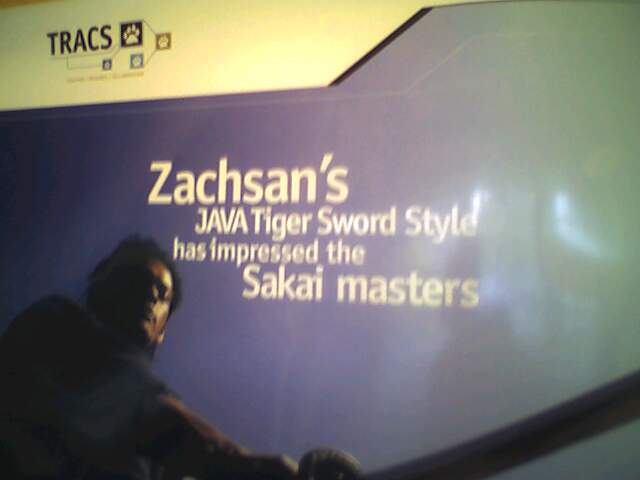 TRACS
Zachsan's
JAVA Tiger Sword Style
has impressed the
Sakai masters